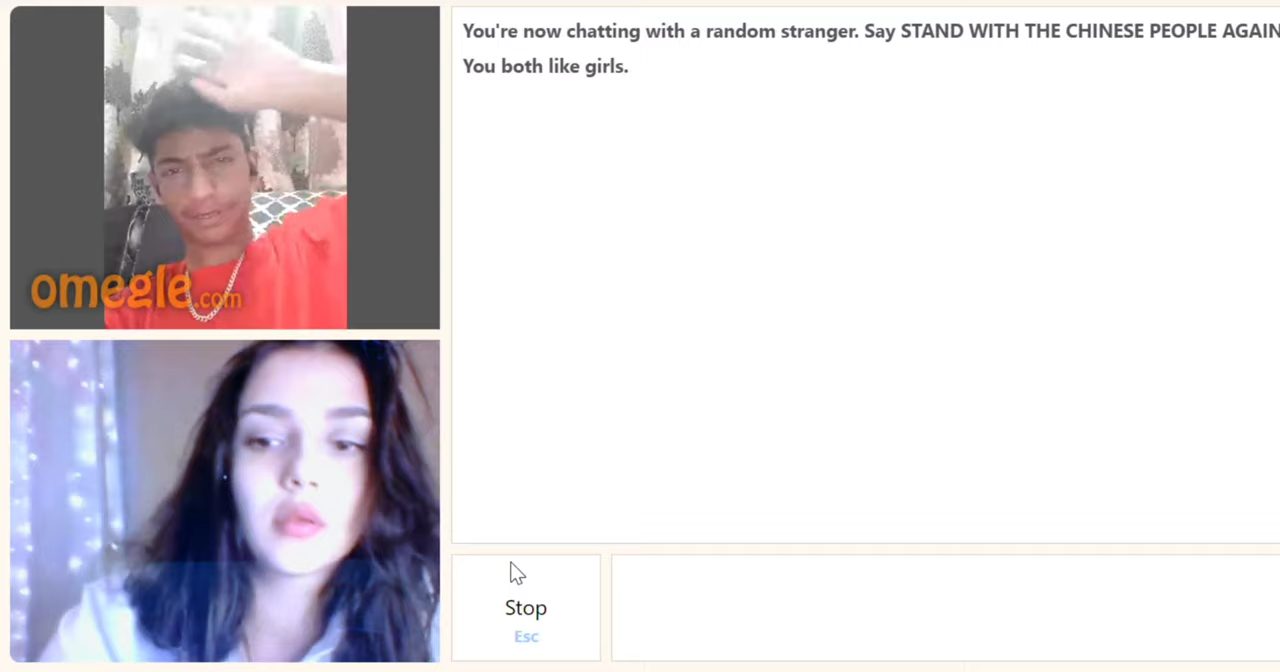 You're now chatting with a random stranger. Say STAND WITH THE CHINESE PEOPLE AGAIN
You both like girls.
omegle.com
Stop
Esc